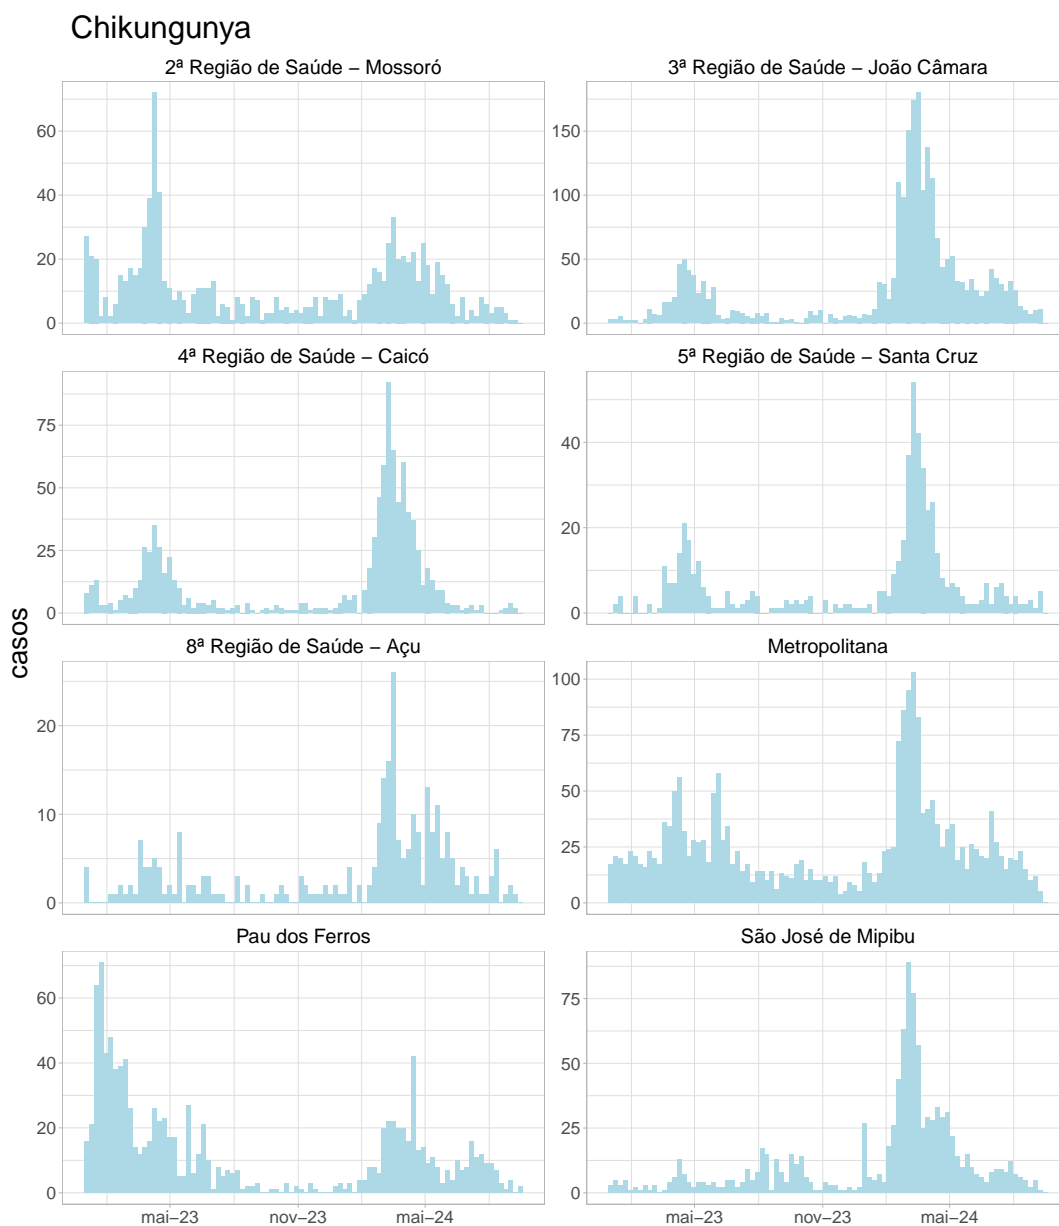 Chikungunya
2ª Região de Saúde − Mossoró
3ª Região de Saúde − João Câmara
60
40
20
0
150
100
50
0
4ª Região de Saúde − Caicó
5ª Região de Saúde − Santa Cruz
75
50
25
0
40
20
0
casos
8ª Região de Saúde − Açu
Metropolitana
20
10
0
100
75
50
25
0
Pau dos Ferros
São José de Mipibu
60
40
20
0
75
50
25
0
mai−23
nov−23
mai−24
mai−23
nov−23
mai−24